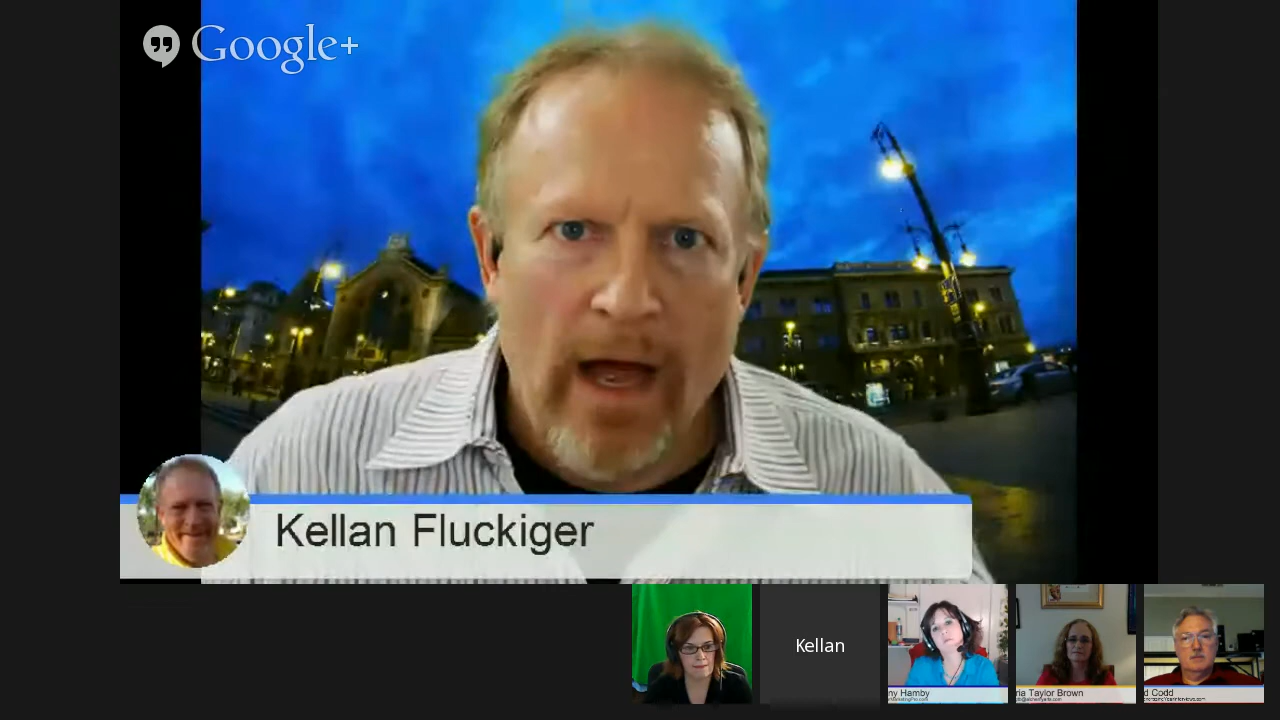 Google+
Kellan Fluckiger
Kellan
ny Hamby
ria Taylor Brown
d Codd